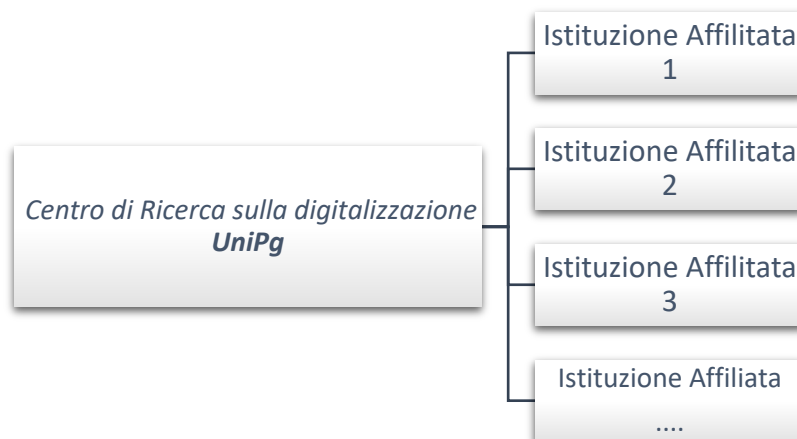 Istituzione Affilitata
1
Istituzione Affilitata
2
Centro di Ricerca sulla digitalizzazione
UniPg
Istituzione Affilitata
3
Istituzione Affiliata
....